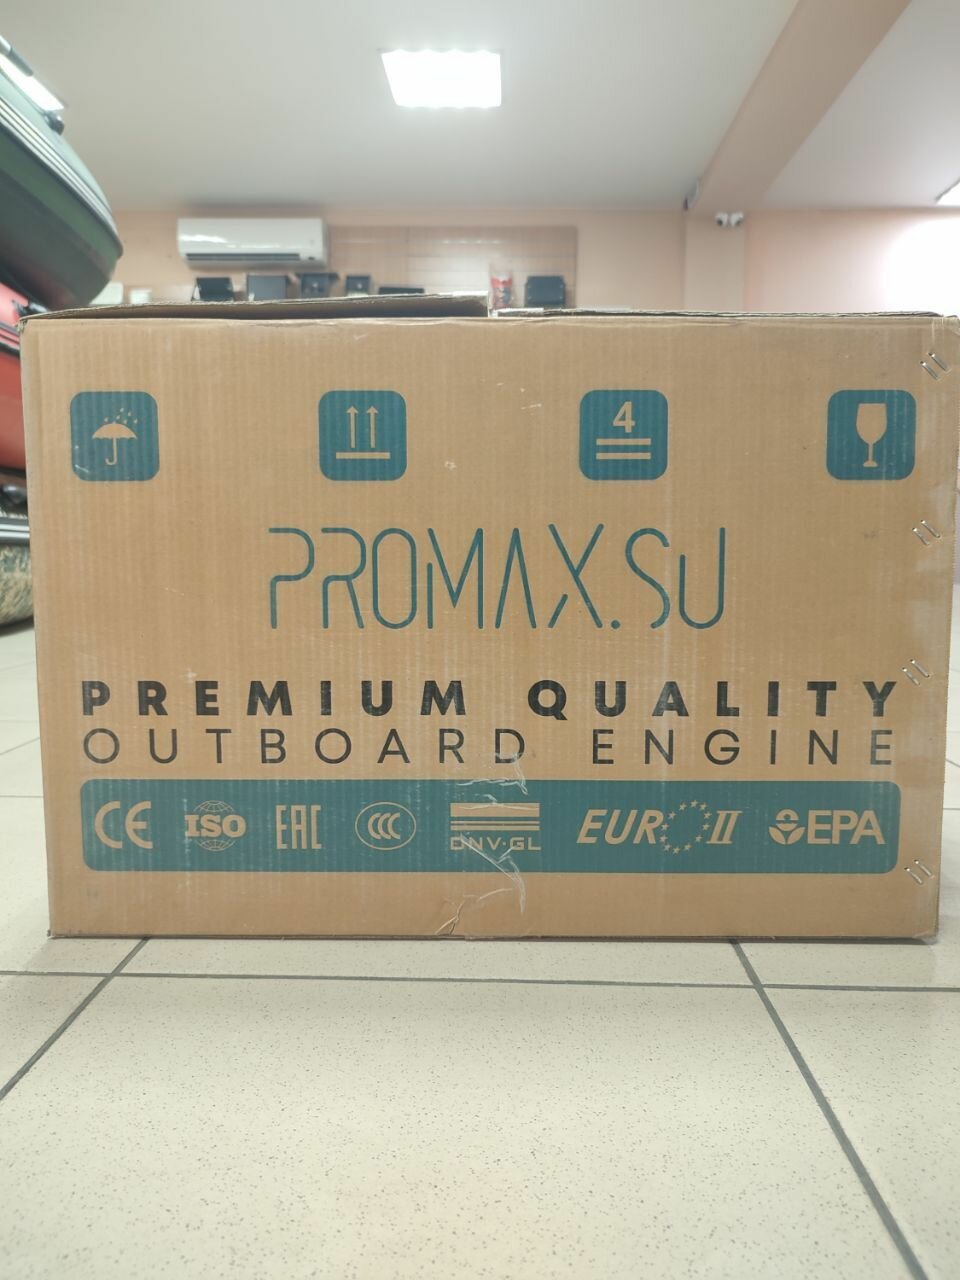 4
PROMAX.SU
PREMIUM QUALITY
OUTBOARD ENGINE
CE ISO EAC CCC DNV·GL EURO II EPA